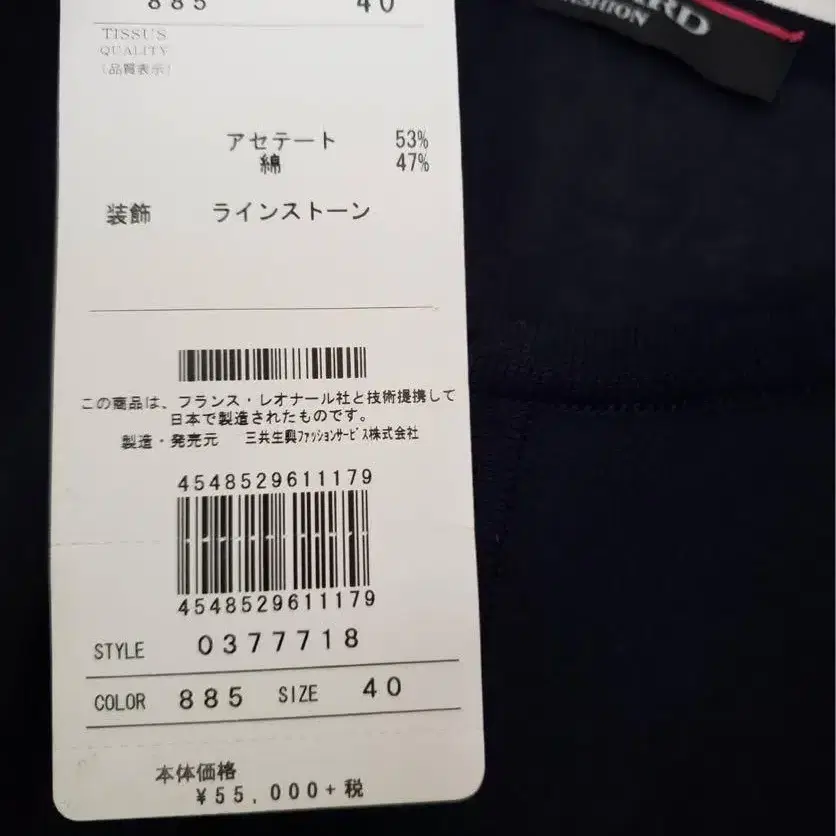 885 40
TISSUS
QUALITY
(品質表示)
アセテート 53%
綿 47%
装飾 ラインストーン
この商品は、フランス・レオナール社と技術提携して
日本で製造されたものです。
製造・発売元 三共生興ファッションサービス株式会社
4548529611179
4548529611179
STYLE 0377718
COLOR 885 SIZE 40
本体価格
¥55,000+税
FASHION